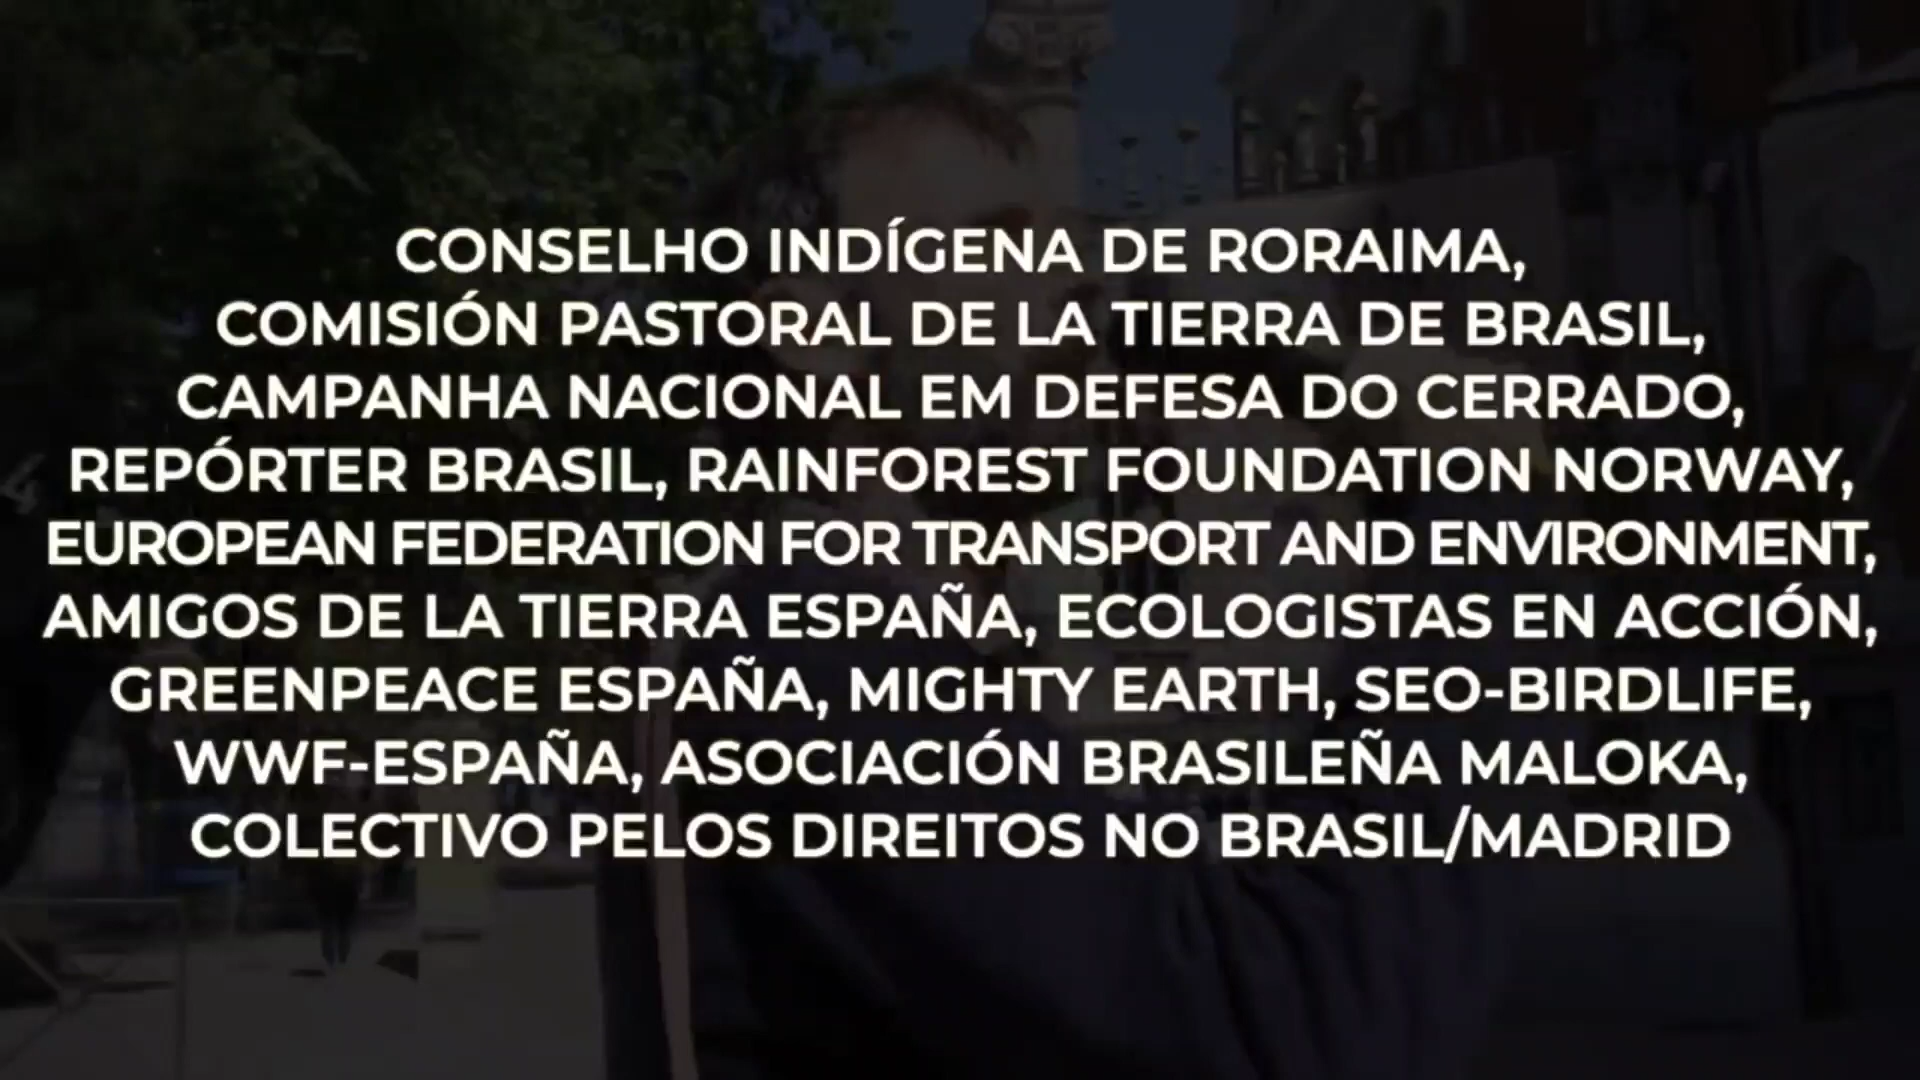 CONSELHO INDÍGENA DE RORAIMA,
COMISIÓN PASTORAL DE LA TIERRA DE BRASIL,
CAMPANHA NACIONAL EM DEFESA DO CERRADO,
REPÓRTER BRASIL, RAINFOREST FOUNDATION NORWAY,
EUROPEAN FEDERATION FOR TRANSPORT AND ENVIRONMENT,
AMIGOS DE LA TIERRA ESPAÑA, ECOLOGISTAS EN ACCIÓN,
GREENPEACE ESPAÑA, MIGHTY EARTH, SEO-BIRDLIFE,
WWF-ESPAÑA, ASOCIACIÓN BRASILEÑA MALOKA,
COLECTIVO PELOS DIREITOS NO BRASIL/MADRID